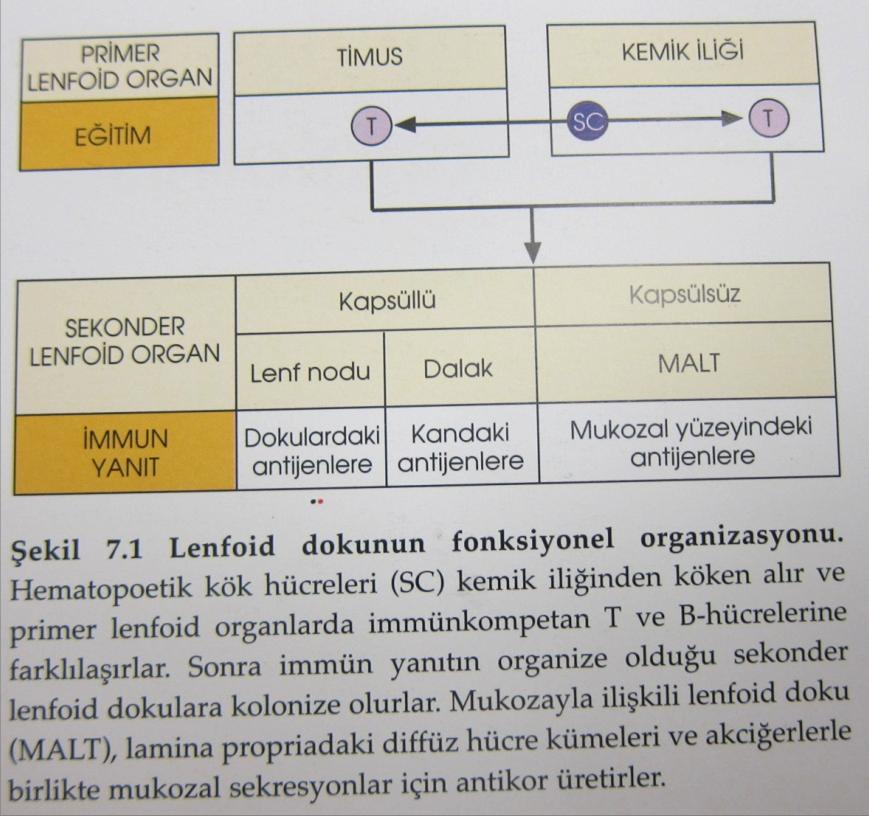 PRİMER
LENFOİD ORGAN
TİMUS
KEMİK İLİĞİ
EĞİTİM
T
SC
T
SEKONDER
LENFOİD ORGAN
Kapsüllü
Kapsülsüz
Lenf nodu
Dalak
MALT
İMMUN
YANIT
Dokulardaki
antijenlere
Kandaki
antijenlere
Mukozal yüzeyindeki
antijenlere
Şekil 7.1 Lenfoid dokunun fonksiyonel organizasyonu.
Hematopoetik kök hücreleri (SC) kemik iliğinden köken alır ve
primer lenfoid organlarda immünkompetan T ve B-hücrelerine
farklılaşırlar. Sonra immün yanıtın organize olduğu sekonder
lenfoid dokulara kolonize olurlar. Mukozayla ilişkili lenfoid doku
(MALT), lamina propriadaki diffüz hücre kümeleri ve akciğerlerle
birlikte mukozal sekresyonlar için antikor üretirler.